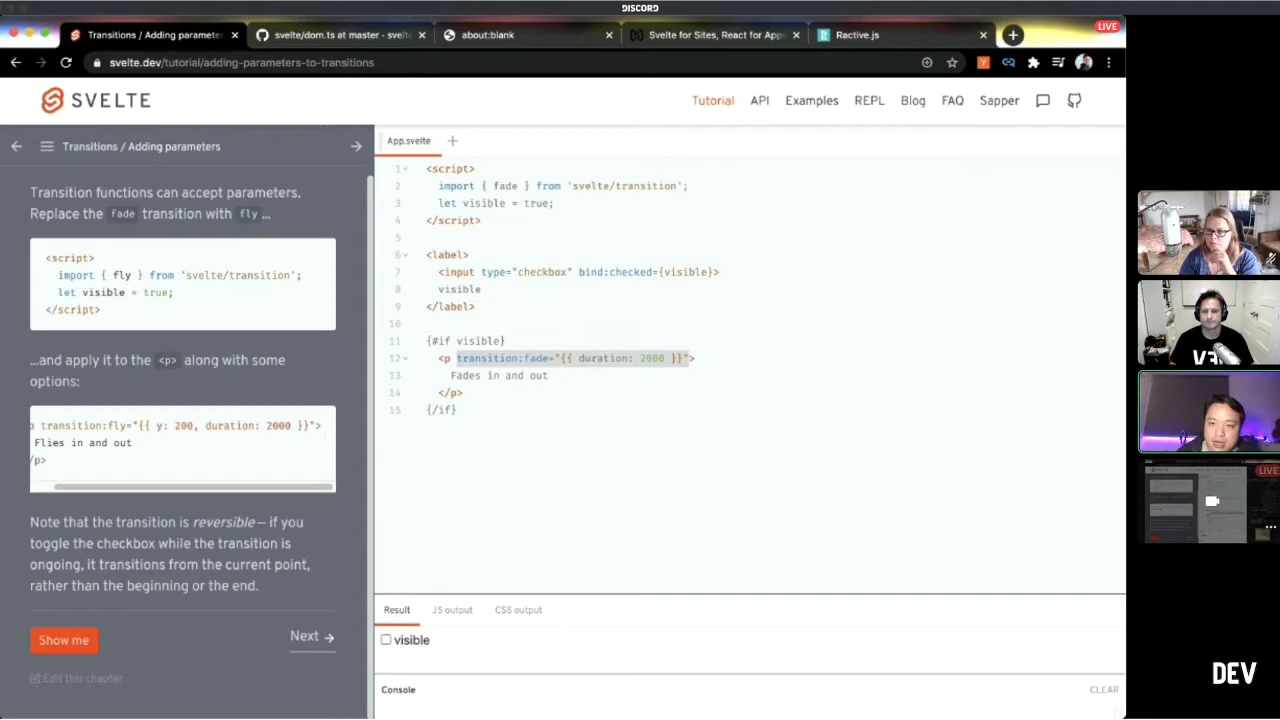 DISCORD
Transitions / Adding paramete
svelte/dom.ts at master · svelt
about:blank
Svelte for Sites, React for Apps
Ractive.js
LIVE
svelte.dev/tutorial/adding-parameters-to-transitions
SVELTE
Tutorial
API
Examples
REPL
Blog
FAQ
Sapper
Transitions / Adding parameters
Transition functions can accept parameters.
Replace the fade transition with fly …
<script>
import { fly } from 'svelte/transition';
let visible = true;
</script>
…and apply it to the <p> along with some
options:
p transition:fly="{{ y: 200, duration: 2000 }}">
Flies in and out
/p>
Note that the transition is reversible — if you
toggle the checkbox while the transition is
ongoing, it transitions from the current point,
rather than the beginning or the end.
Show me
Next
Edit this chapter
App.svelte
1 <script>
2 import { fade } from 'svelte/transition';
3 let visible = true;
4 </script>
5
6 <label>
7 <input type="checkbox" bind:checked={visible}>
8 visible
9 </label>
10
11 {#if visible}
12 <p transition:fade="{{ duration: 2000 }}">
13 Fades in and out
14 </p>
15 {/if}
Result
JS output
CSS output
visible
Console
CLEAR
LIVE
DEV